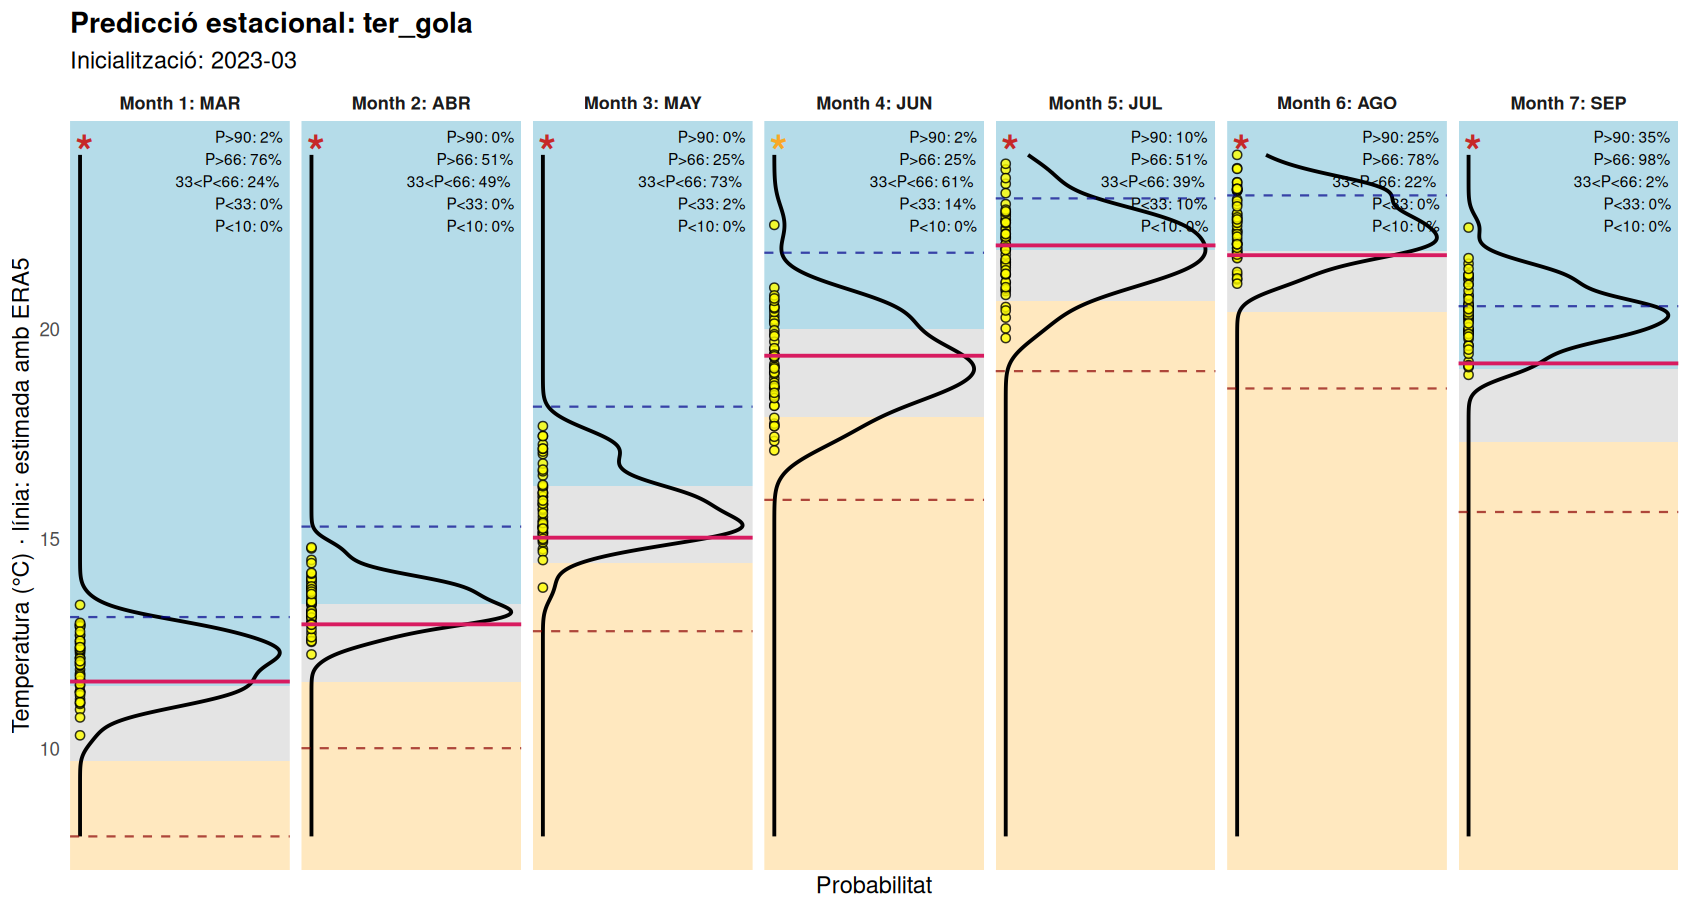 Predicció estacional: ter_gola
Inicialització: 2023-03
Month 1: MAR
Month 2: ABR
Month 3: MAY
Month 4: JUN
Month 5: JUL
Month 6: AGO
Month 7: SEP
*
P>90: 2%
P>66: 76%
33<P<66: 24%
P<33: 0%
P<10: 0%
*
P>90: 0%
P>66: 51%
33<P<66: 49%
P<33: 0%
P<10: 0%
*
P>90: 0%
P>66: 25%
33<P<66: 73%
P<33: 2%
P<10: 0%
*
P>90: 2%
P>66: 25%
33<P<66: 61%
P<33: 14%
P<10: 0%
*
P>90: 10%
P>66: 51%
33<P<66: 39%
P<33: 10%
P<10: 0%
*
P>90: 25%
P>66: 78%
33<P<66: 22%
P<33: 0%
P<10: 0%
*
P>90: 35%
P>66: 98%
33<P<66: 2%
P<33: 0%
P<10: 0%
Temperatura (°C) · línia: estimada amb ERA5
20
15
10
Probabilitat